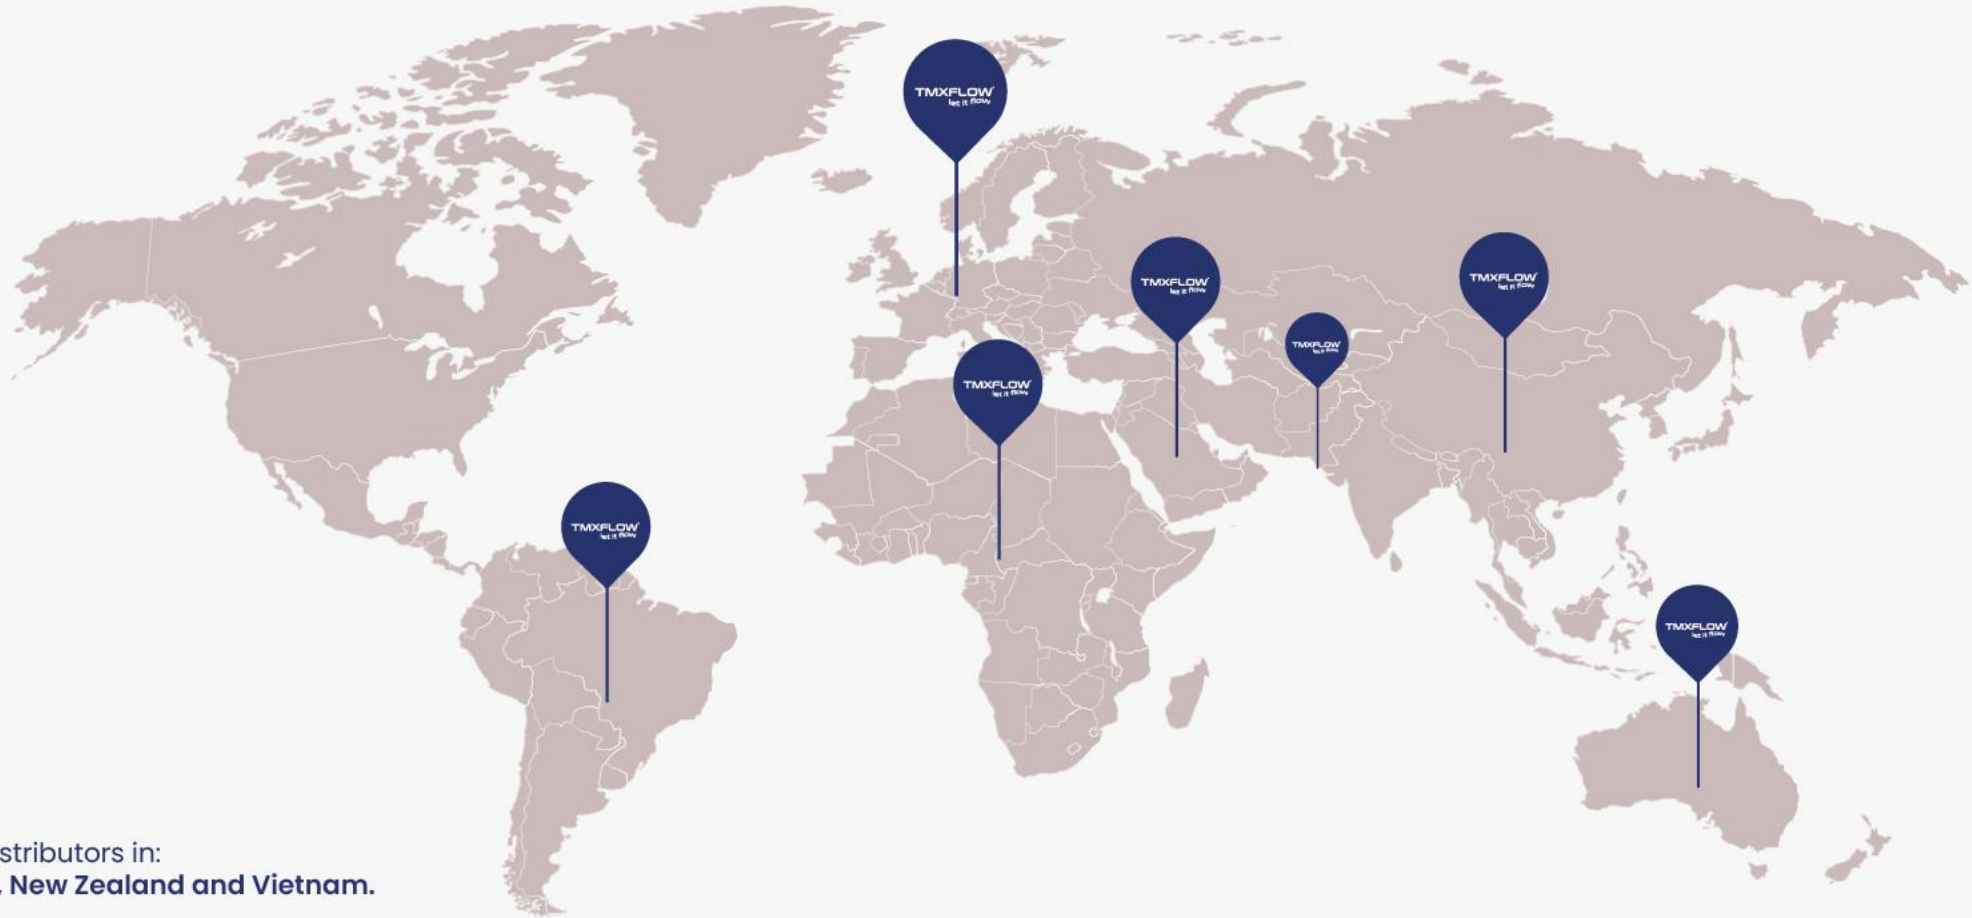 TMXFLOW
let it flow
TMXFLOW
let it flow
TMXFLOW
let it flow
TMXFLOW
let it flow
TMXFLOW
let it flow
TMXFLOW
let it flow
TMXFLOW
let it flow
stributors in:
, New Zealand and Vietnam.